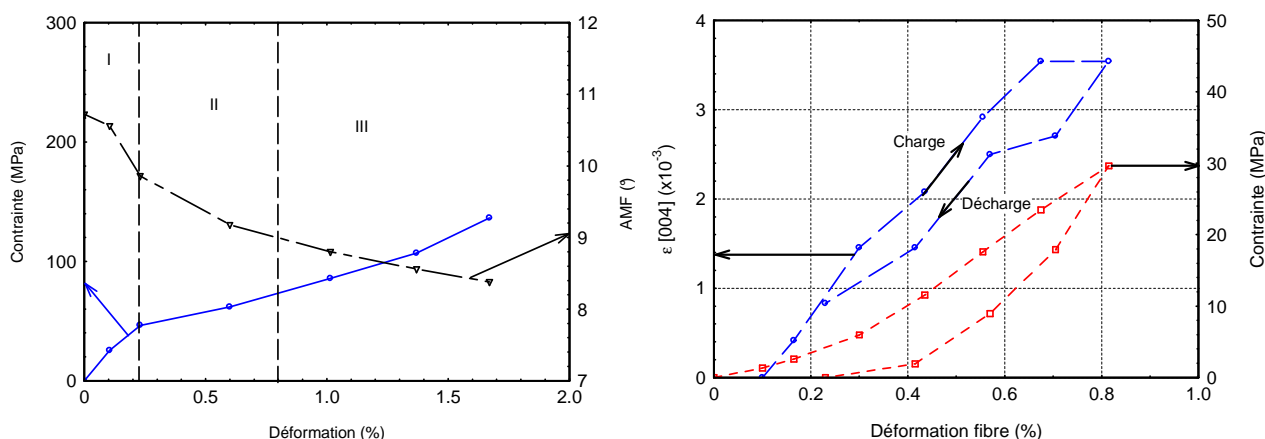 300
200
100
0
Contrainte (MPa)
I
II
III
12
11
10
9
8
7
AMF (°)
0
0.5
1.0
1.5
2.0
Déformation (%)
4
3
2
1
0
ε [004] (x10⁻³)
Charge
Décharge
50
40
30
20
10
0
Contrainte (MPa)
0
0.2
0.4
0.6
0.8
1.0
Déformation fibre (%)